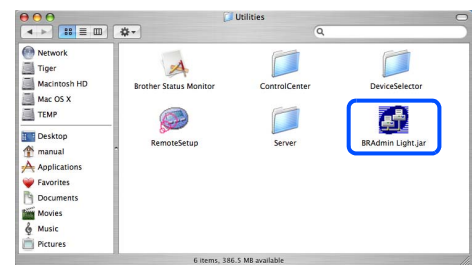 Utilities
Network
Tiger
Macintosh HD
Mac OS X
TEMP
Desktop
manual
Applications
Favorites
Documents
Movies
Music
Pictures
Brother Status Monitor
ControlCenter
DeviceSelector
RemoteSetup
Server
BRAdmin Light.jar
6 items, 386.5 MB available